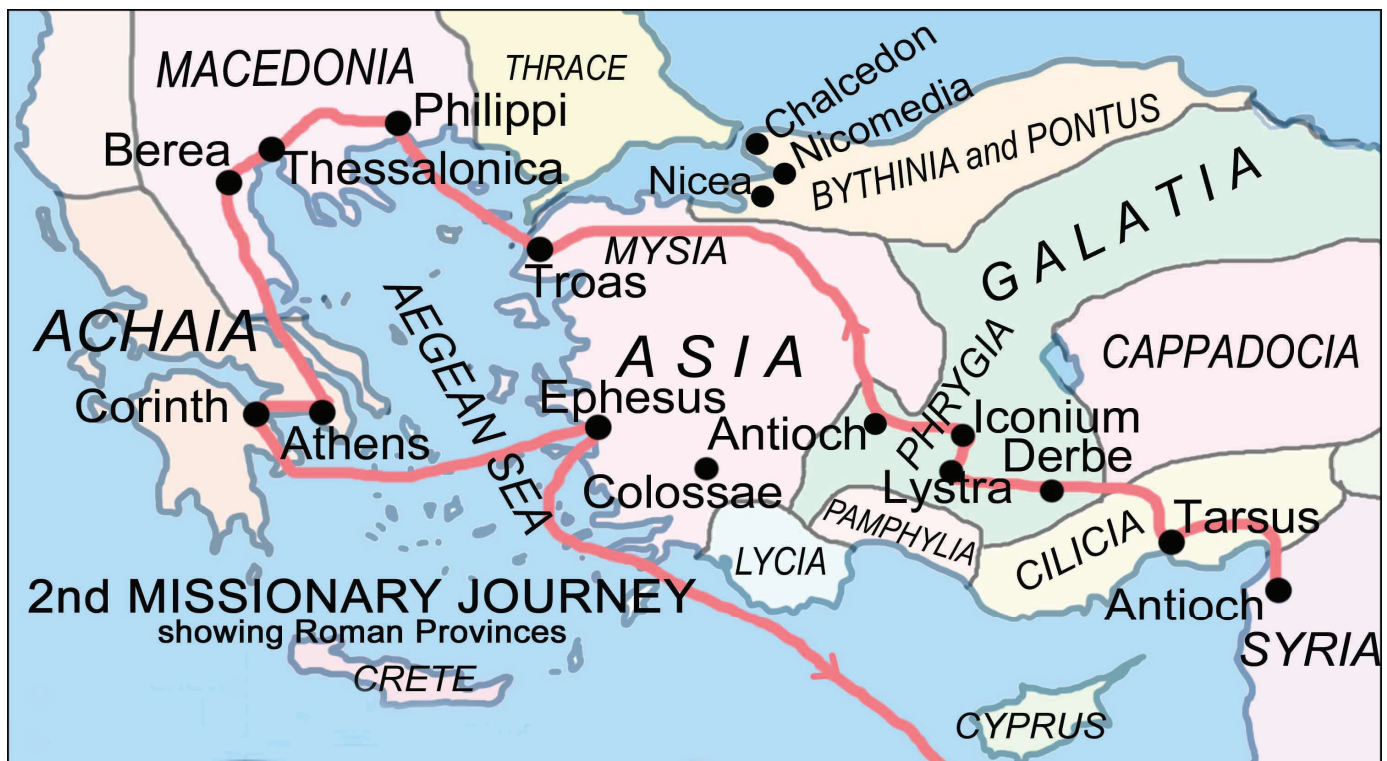 MACEDONIA
THRACE
Chalcedon
Philippi
Nicomedia
Berea
Thessalonica
Nicea
BYTHINIA and PONTUS
GALATIA
MYSIA
Troas
AEGEAN SEA
ACHAIA
ASIA
PHRYGIA
CAPPADOCIA
Corinth
Ephesus
Athens
Antioch
Iconium
Derbe
Colossae
Lystra
PAMPHYLIA
Tarsus
CILICIA
LYCIA
2nd MISSIONARY JOURNEY
showing Roman Provinces
Antioch
SYRIA
CRETE
CYPRUS